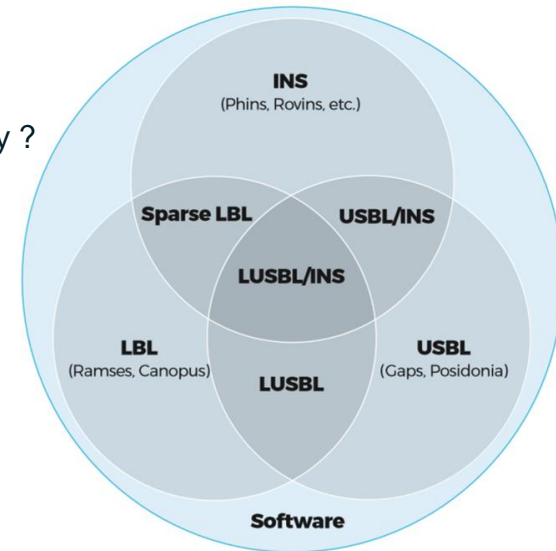 y ?
INS
(Phins, Rovins, etc.)
Sparse LBL
USBL/INS
LUSBL/INS
LBL
(Ramses, Canopus)
USBL
(Gaps, Posidonia)
LUSBL
Software